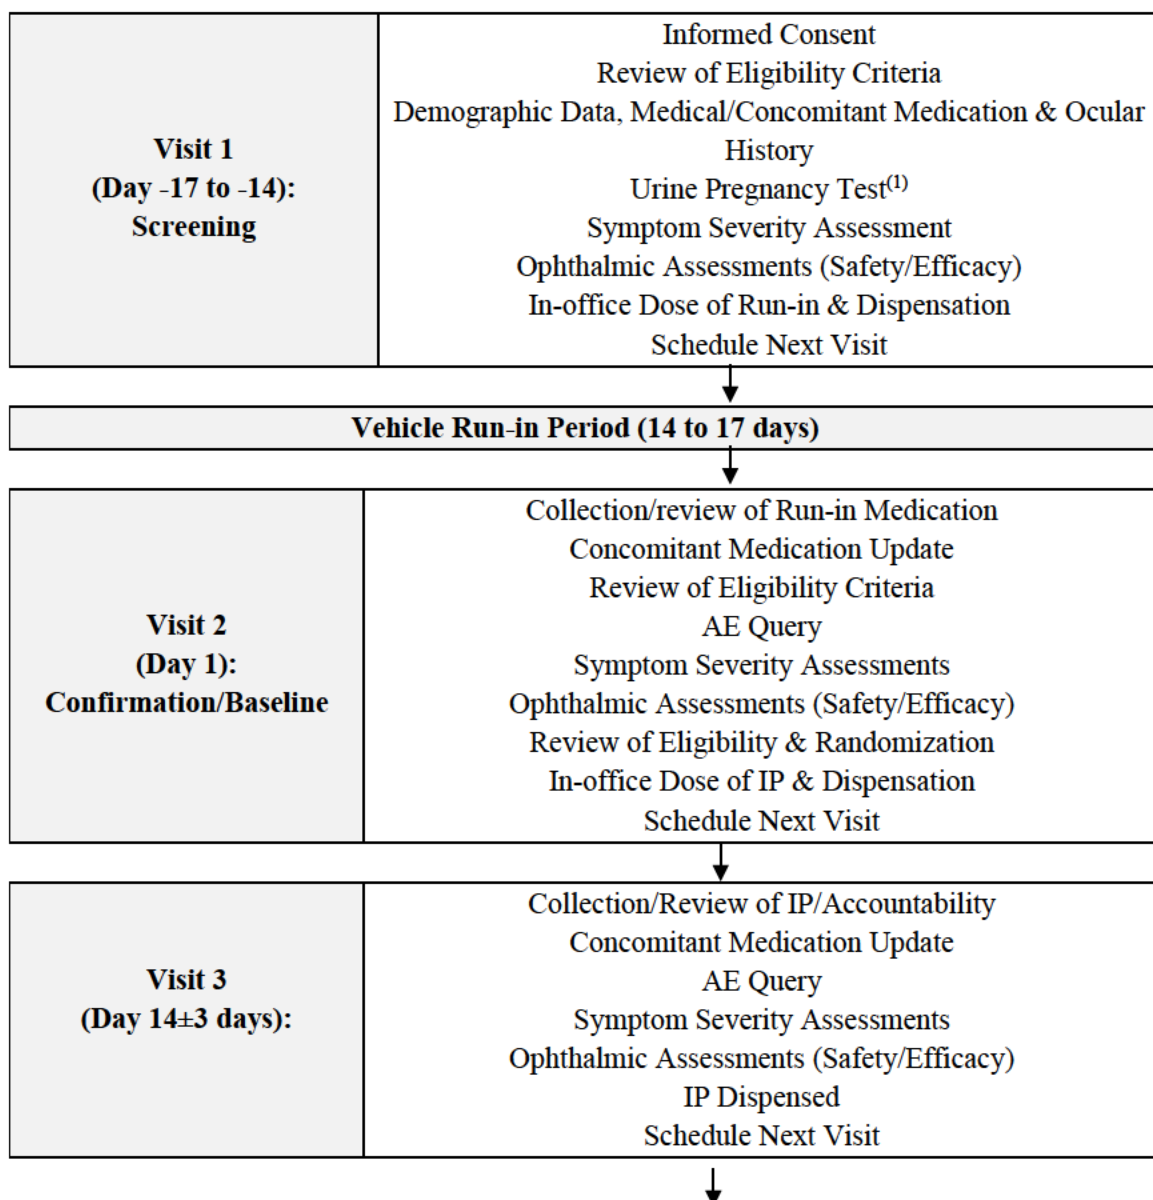 Visit 1
(Day -17 to -14):
Screening
Informed Consent
Review of Eligibility Criteria
Demographic Data, Medical/Concomitant Medication & Ocular
History
Urine Pregnancy Test(1)
Symptom Severity Assessment
Ophthalmic Assessments (Safety/Efficacy)
In-office Dose of Run-in & Dispensation
Schedule Next Visit
Vehicle Run-in Period (14 to 17 days)
Visit 2
(Day 1):
Confirmation/Baseline
Collection/review of Run-in Medication
Concomitant Medication Update
Review of Eligibility Criteria
AE Query
Symptom Severity Assessments
Ophthalmic Assessments (Safety/Efficacy)
Review of Eligibility & Randomization
In-office Dose of IP & Dispensation
Schedule Next Visit
Visit 3
(Day 14±3 days):
Collection/Review of IP/Accountability
Concomitant Medication Update
AE Query
Symptom Severity Assessments
Ophthalmic Assessments (Safety/Efficacy)
IP Dispensed
Schedule Next Visit